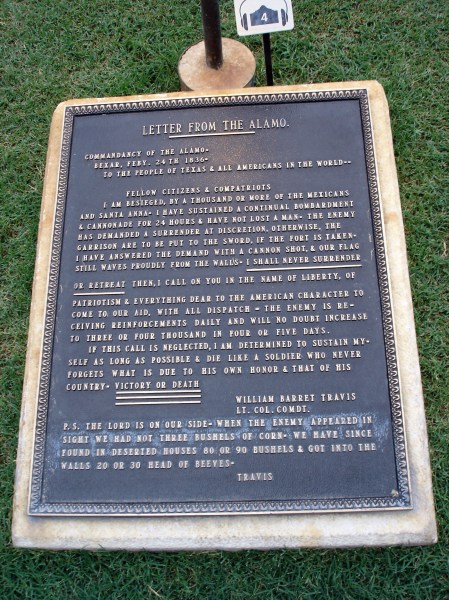 4
LETTER FROM THE ALAMO.
COMMANDANCY OF THE ALAMO-
BEXAR, FEBY. 24TH 1836-
TO THE PEOPLE OF TEXAS & ALL AMERICANS IN THE WORLD--
FELLOW CITIZENS & COMPATRIOTS
I AM BESIEGED, BY A THOUSAND OR MORE OF THE MEXICANS
AND SANTA ANNA- I HAVE SUSTAINED A CONTINUAL BOMBARDMENT
& CANNONADE FOR 24 HOURS & HAVE NOT LOST A MAN- THE ENEMY
HAS DEMANDED A SURRENDER AT DISCRETION, OTHERWISE, THE
GARRISON ARE TO BE PUT TO THE SWORD, IF THE FORT IS TAKEN-
I HAVE ANSWERED THE DEMAND WITH A CANNON SHOT, & OUR FLAG
STILL WAVES PROUDLY FROM THE WALLS- I SHALL NEVER SURRENDER
OR RETREAT THEN, I CALL ON YOU IN THE NAME OF LIBERTY, OF
PATRIOTISM & EVERYTHING DEAR TO THE AMERICAN CHARACTER TO
COME TO OUR AID, WITH ALL DISPATCH - THE ENEMY IS RE-
CEIVING REINFORCEMENTS DAILY AND WILL NO DOUBT INCREASE
TO THREE OR FOUR THOUSAND IN FOUR OR FIVE DAYS.
IF THIS CALL IS NEGLECTED, I AM DETERMINED TO SUSTAIN MY-
SELF AS LONG AS POSSIBLE & DIE LIKE A SOLDIER WHO NEVER
FORGETS WHAT IS DUE TO HIS OWN HONOR & THAT OF HIS
COUNTRY- VICTORY OR DEATH
WILLIAM BARRET TRAVIS
LT. COL. COMDT.
P.S. THE LORD IS ON OUR SIDE- WHEN THE ENEMY APPEARED IN
SIGHT WE HAD NOT THREE BUSHELS OF CORN- WE HAVE SINCE
FOUND IN DESERTED HOUSES 80 OR 90 BUSHELS & GOT INTO THE
WALLS 20 OR 30 HEAD OF BEEVES-
TRAVIS